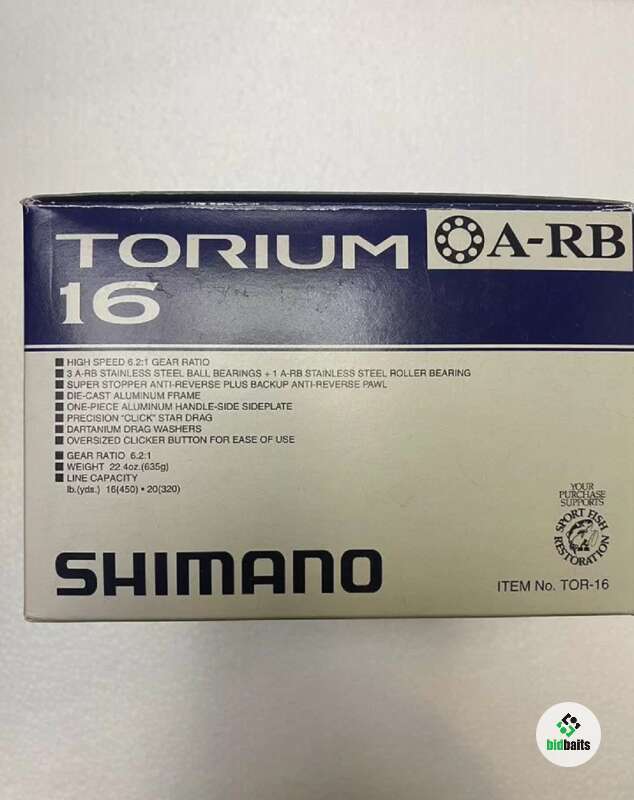 TORIUM
A-RB
16
HIGH SPEED 6.2:1 GEAR RATIO
3 A-RB STAINLESS STEEL BALL BEARINGS + 1 A-RB STAINLESS STEEL ROLLER BEARING
SUPER STOPPER ANTI-REVERSE PLUS BACKUP ANTI-REVERSE PAWL
DIE-CAST ALUMINUM FRAME
ONE-PIECE ALUMINUM HANDLE-SIDE SIDEPLATE
PRECISION "CLICK" STAR DRAG
DARTANIUM DRAG WASHERS
OVERSIZED CLICKER BUTTON FOR EASE OF USE
GEAR RATIO 6.2:1
WEIGHT 22.4oz.(635g)
LINE CAPACITY
lb.(yds.) 16(450) • 20(320)
YOUR
PURCHASE
SUPPORTS
SPORT FISH
RESTORATION
SHIMANO
ITEM No. TOR-16
bidbaits